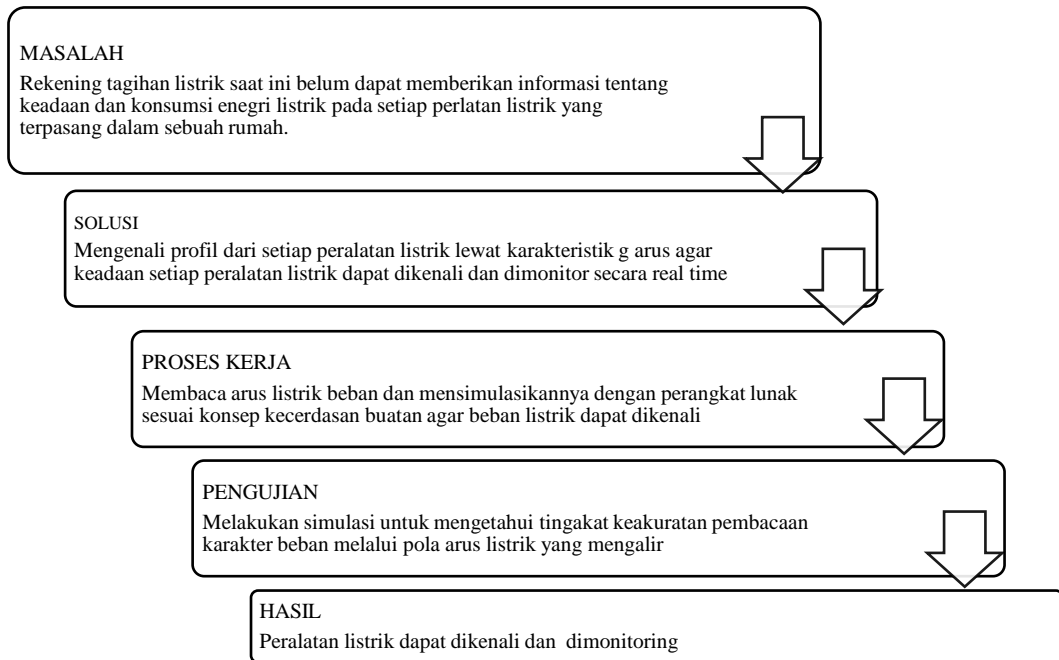 MASALAH
Rekening tagihan listrik saat ini belum dapat memberikan informasi tentang
keadaan dan konsumsi enegri listrik pada setiap perlatan listrik yang
terpasang dalam sebuah rumah.
SOLUSI
Mengenali profil dari setiap peralatan listrik lewat karakteristik g arus agar
keadaan setiap peralatan listrik dapat dikenali dan dimonitor secara real time
PROSES KERJA
Membaca arus listrik beban dan mensimulasikannya dengan perangkat lunak
sesuai konsep kecerdasan buatan agar beban listrik dapat dikenali
PENGUJIAN
Melakukan simulasi untuk mengetahui tingakat keakuratan pembacaan
karakter beban melalui pola arus listrik yang mengalir
HASIL
Peralatan listrik dapat dikenali dan dimonitoring